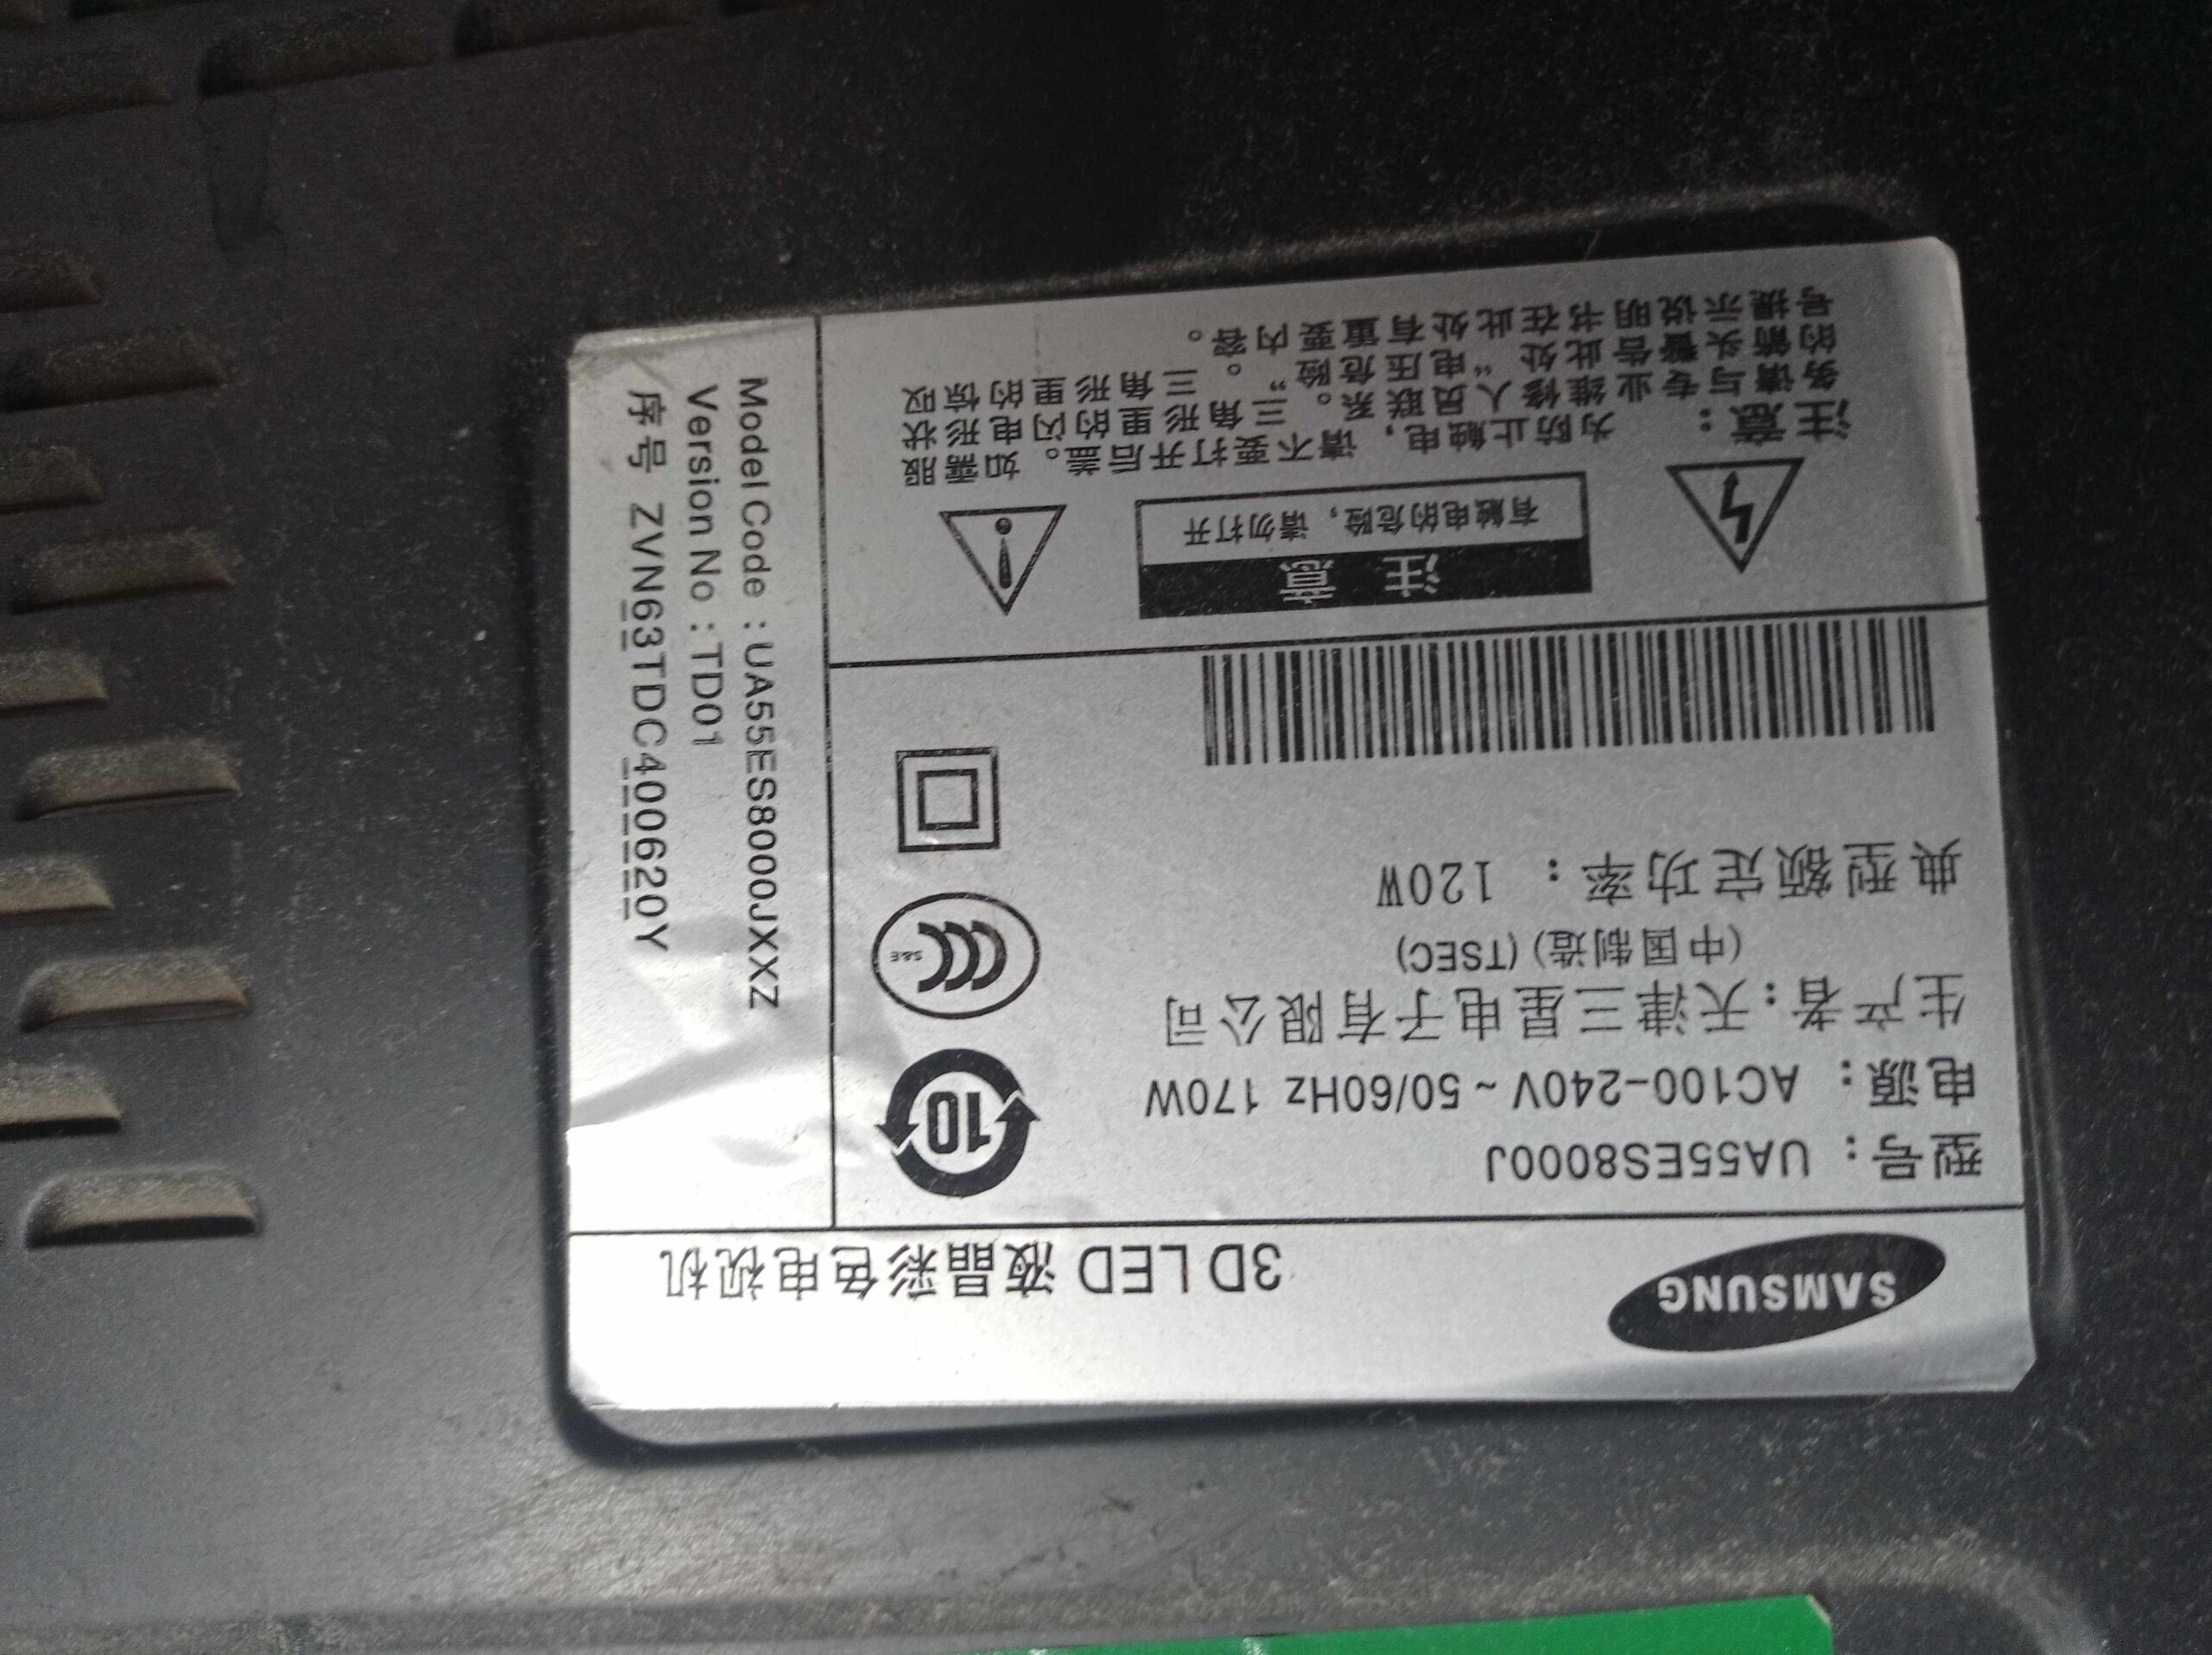 SAMSUNG
3D LED 液晶彩色电视机
型号： UA55ES8000J
电源： AC100-240V ~ 50/60Hz 170W
生产者：天津三星电子有限公司
(中国制造) (TSEC)
典型额定功率： 120W
10
S&E
注 意
有触电的危险，请勿打开
注意： 为防止触电，请不要打开后盖。如需服
务请与专业维修人员联系。三角形里的闪电形状
的箭头警告此处“电压危险”。三角形里的惊叹
号提示说明书在此处有重要内容。
Model Code : UA55ES8000JXXZ
Version No : TD01
序号 ZVN63TDC400620Y